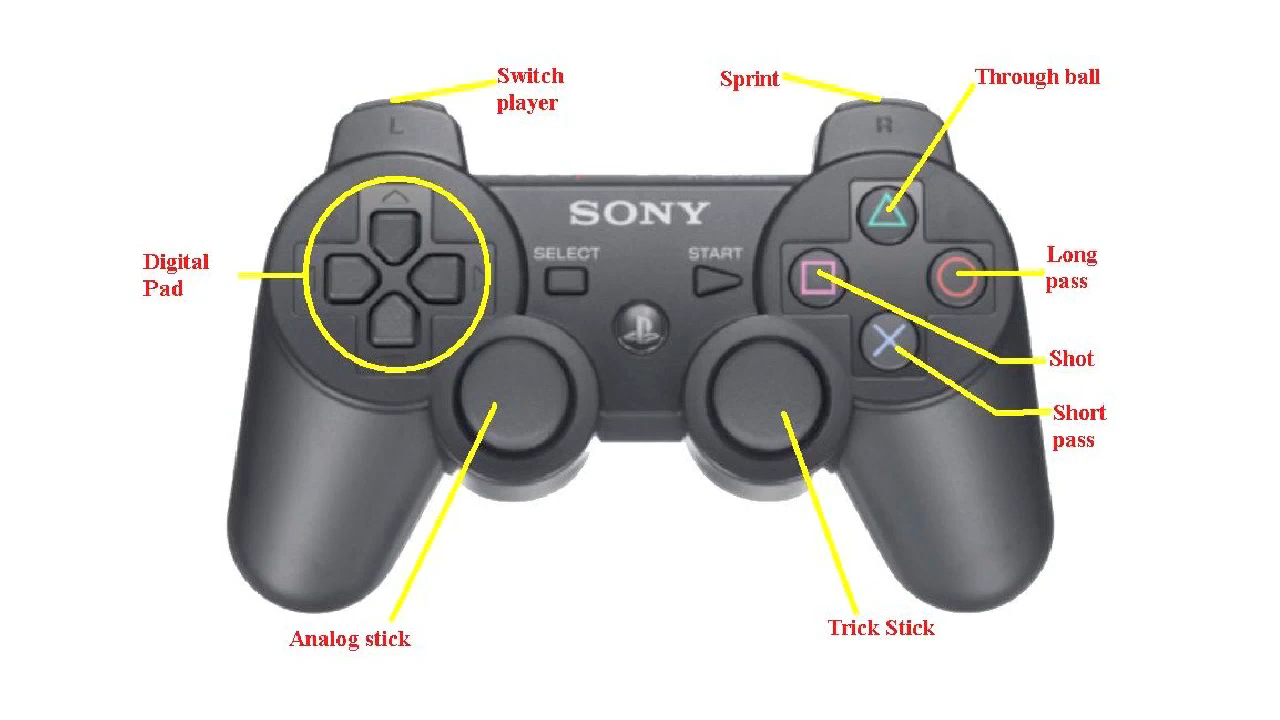 Switch
player
Sprint
Through ball
L
R
SONY
SELECT
START
Digital
Pad
Long
pass
Shot
Short
pass
Analog stick
Trick Stick